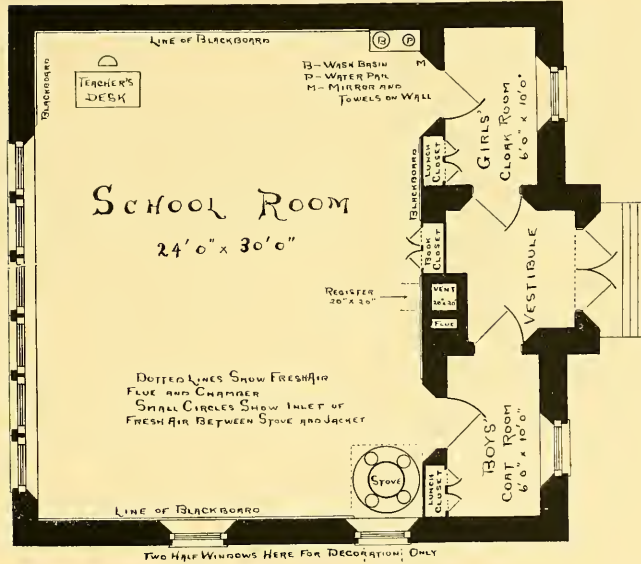 LINE OF BLACKBOARD
B P
BLACKBOARD
TEACHER'S
DESK
B-WASH BASIN
P-WATER PAIL
M-MIRROR AND
TOWELS ON WALL
M
GIRLS'
CLOAK ROOM
6'0" x 10'0"
LUNCH
CLOSET
BLACKBOARD
SCHOOL ROOM
24'0" x 30'0"
BOOK
CLOSET
VESTIBULE
REGISTER
20" x 20"
VENT
20"x20"
FLUE
DOTTED LINES SHOW FRESH AIR
FLUE AND CHAMBER
SMALL CIRCLES SHOW INLET OF
FRESH AIR BETWEEN STOVE AND JACKET
BOYS'
COAT ROOM
6'0" x 10'0"
STOVE
LUNCH
CLOSET
LINE OF BLACKBOARD
TWO HALF WINDOWS HERE FOR DECORATION ONLY